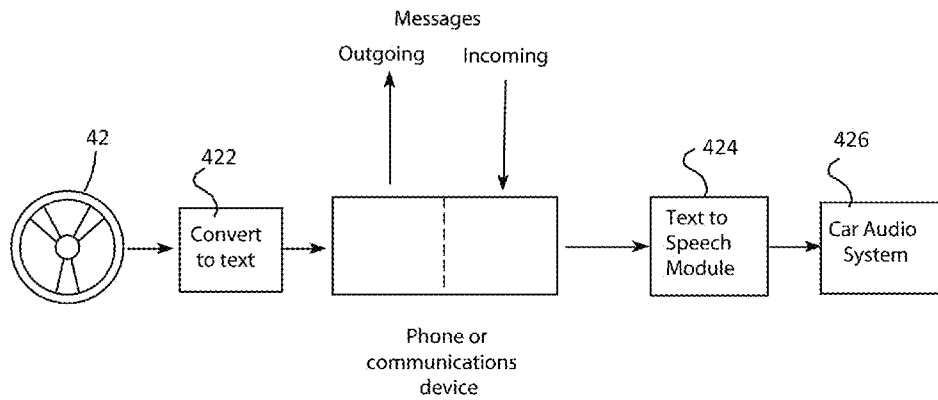 Messages
Outgoing
Incoming
42
422
424
426
Convert
to text
Text to
Speech
Module
Car Audio
System
Phone or
communications
device